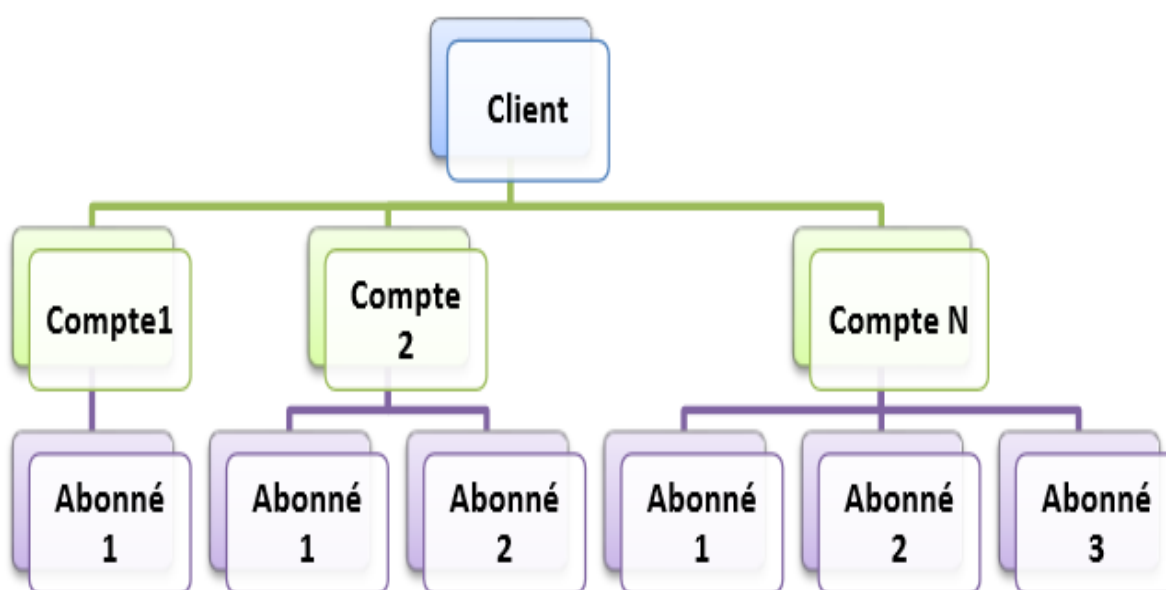 Client
Compte1
Compte
2
Compte N
Abonné
1
Abonné
1
Abonné
2
Abonné
1
Abonné
2
Abonné
3